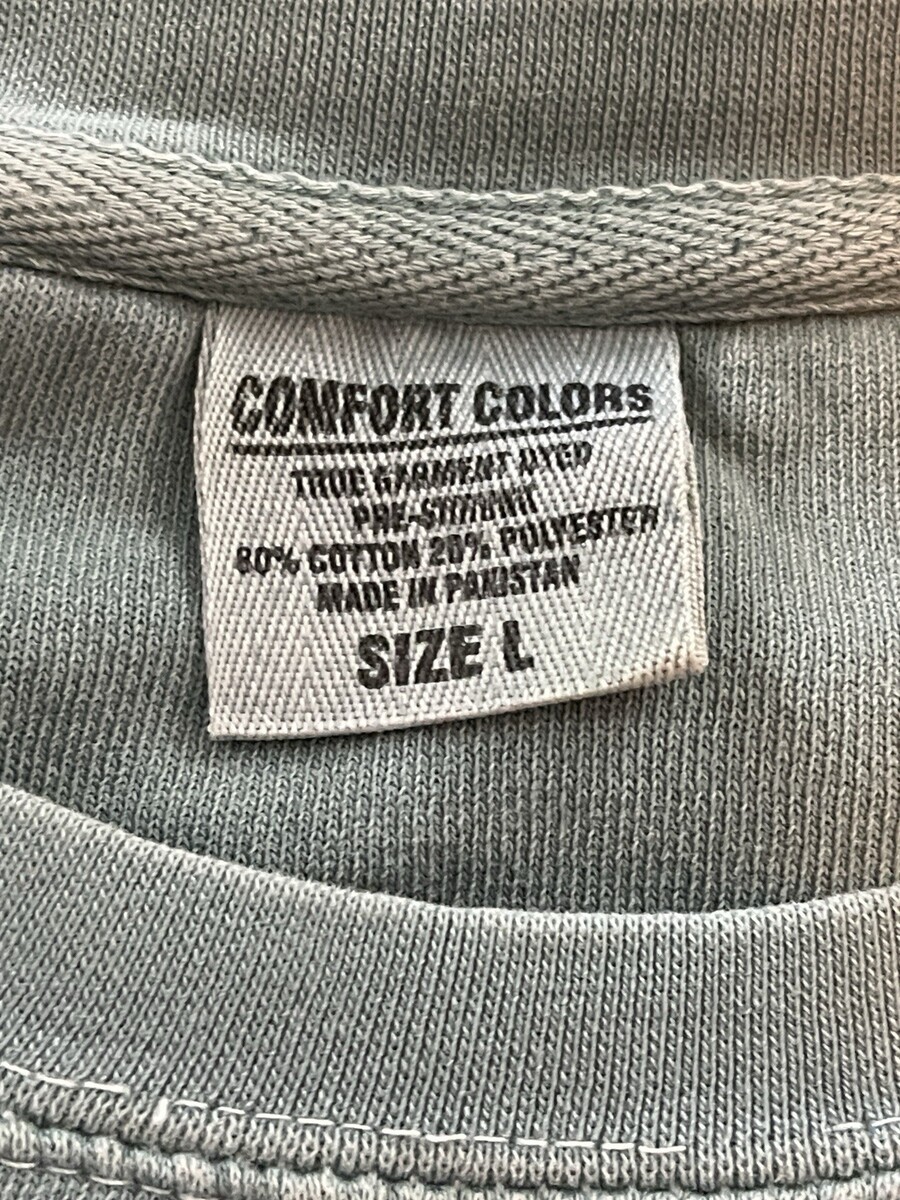 COMFORT COLORS
TRUE GARMENT DYED
PRE-SHRUNK
80% COTTON 20% POLYESTER
MADE IN PAKISTAN
SIZE L